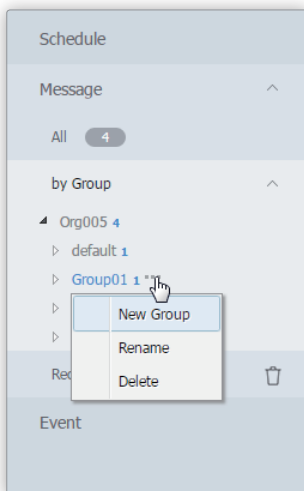 Schedule
Message
All 4
by Group
Org005 4
default 1
Group01 1
New Group
Rename
Delete
Event